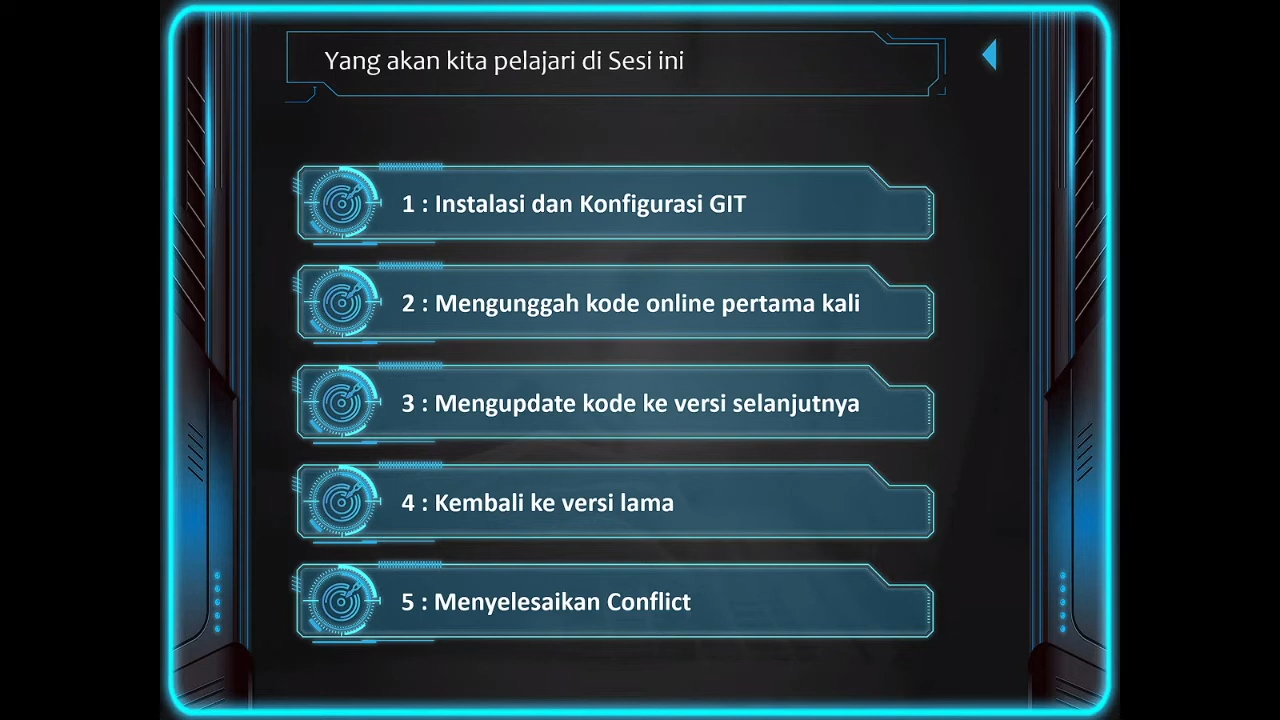 Yang akan kita pelajari di Sesi ini
1 : Instalasi dan Konfigurasi GIT
2 : Mengunggah kode online pertama kali
3 : Mengupdate kode ke versi selanjutnya
4 : Kembali ke versi lama
5 : Menyelesaikan Conflict